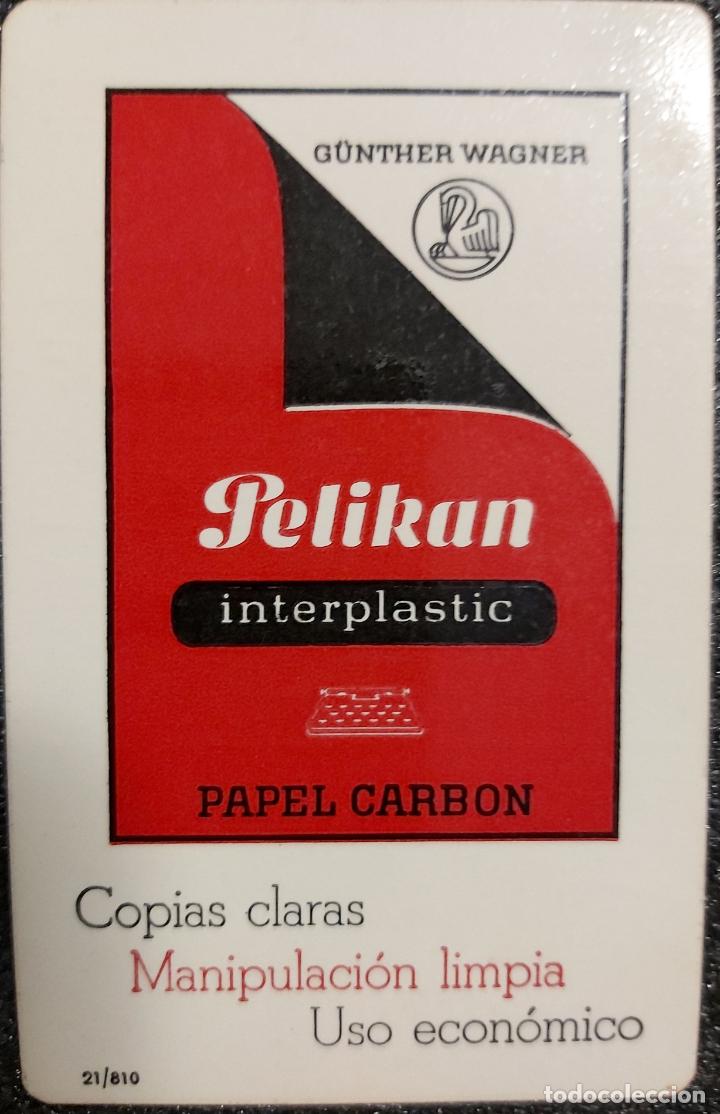 GÜNTHER WAGNER
Pelikan
interplastic
PAPEL CARBON
Copias claras
Manipulación limpia
Uso económico
21/810
todocoleccion